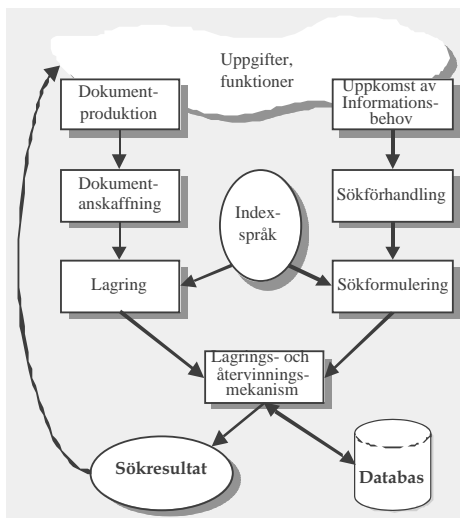 Uppgifter,
funktioner
Dokument-
produktion
Uppkomst av
Informations-
behov
Dokument-
anskaffning
Index-
språk
Sökförhandling
Lagring
Sökformulering
Lagrings- och
återvinnings-
mekanism
Sökresultat
Databas